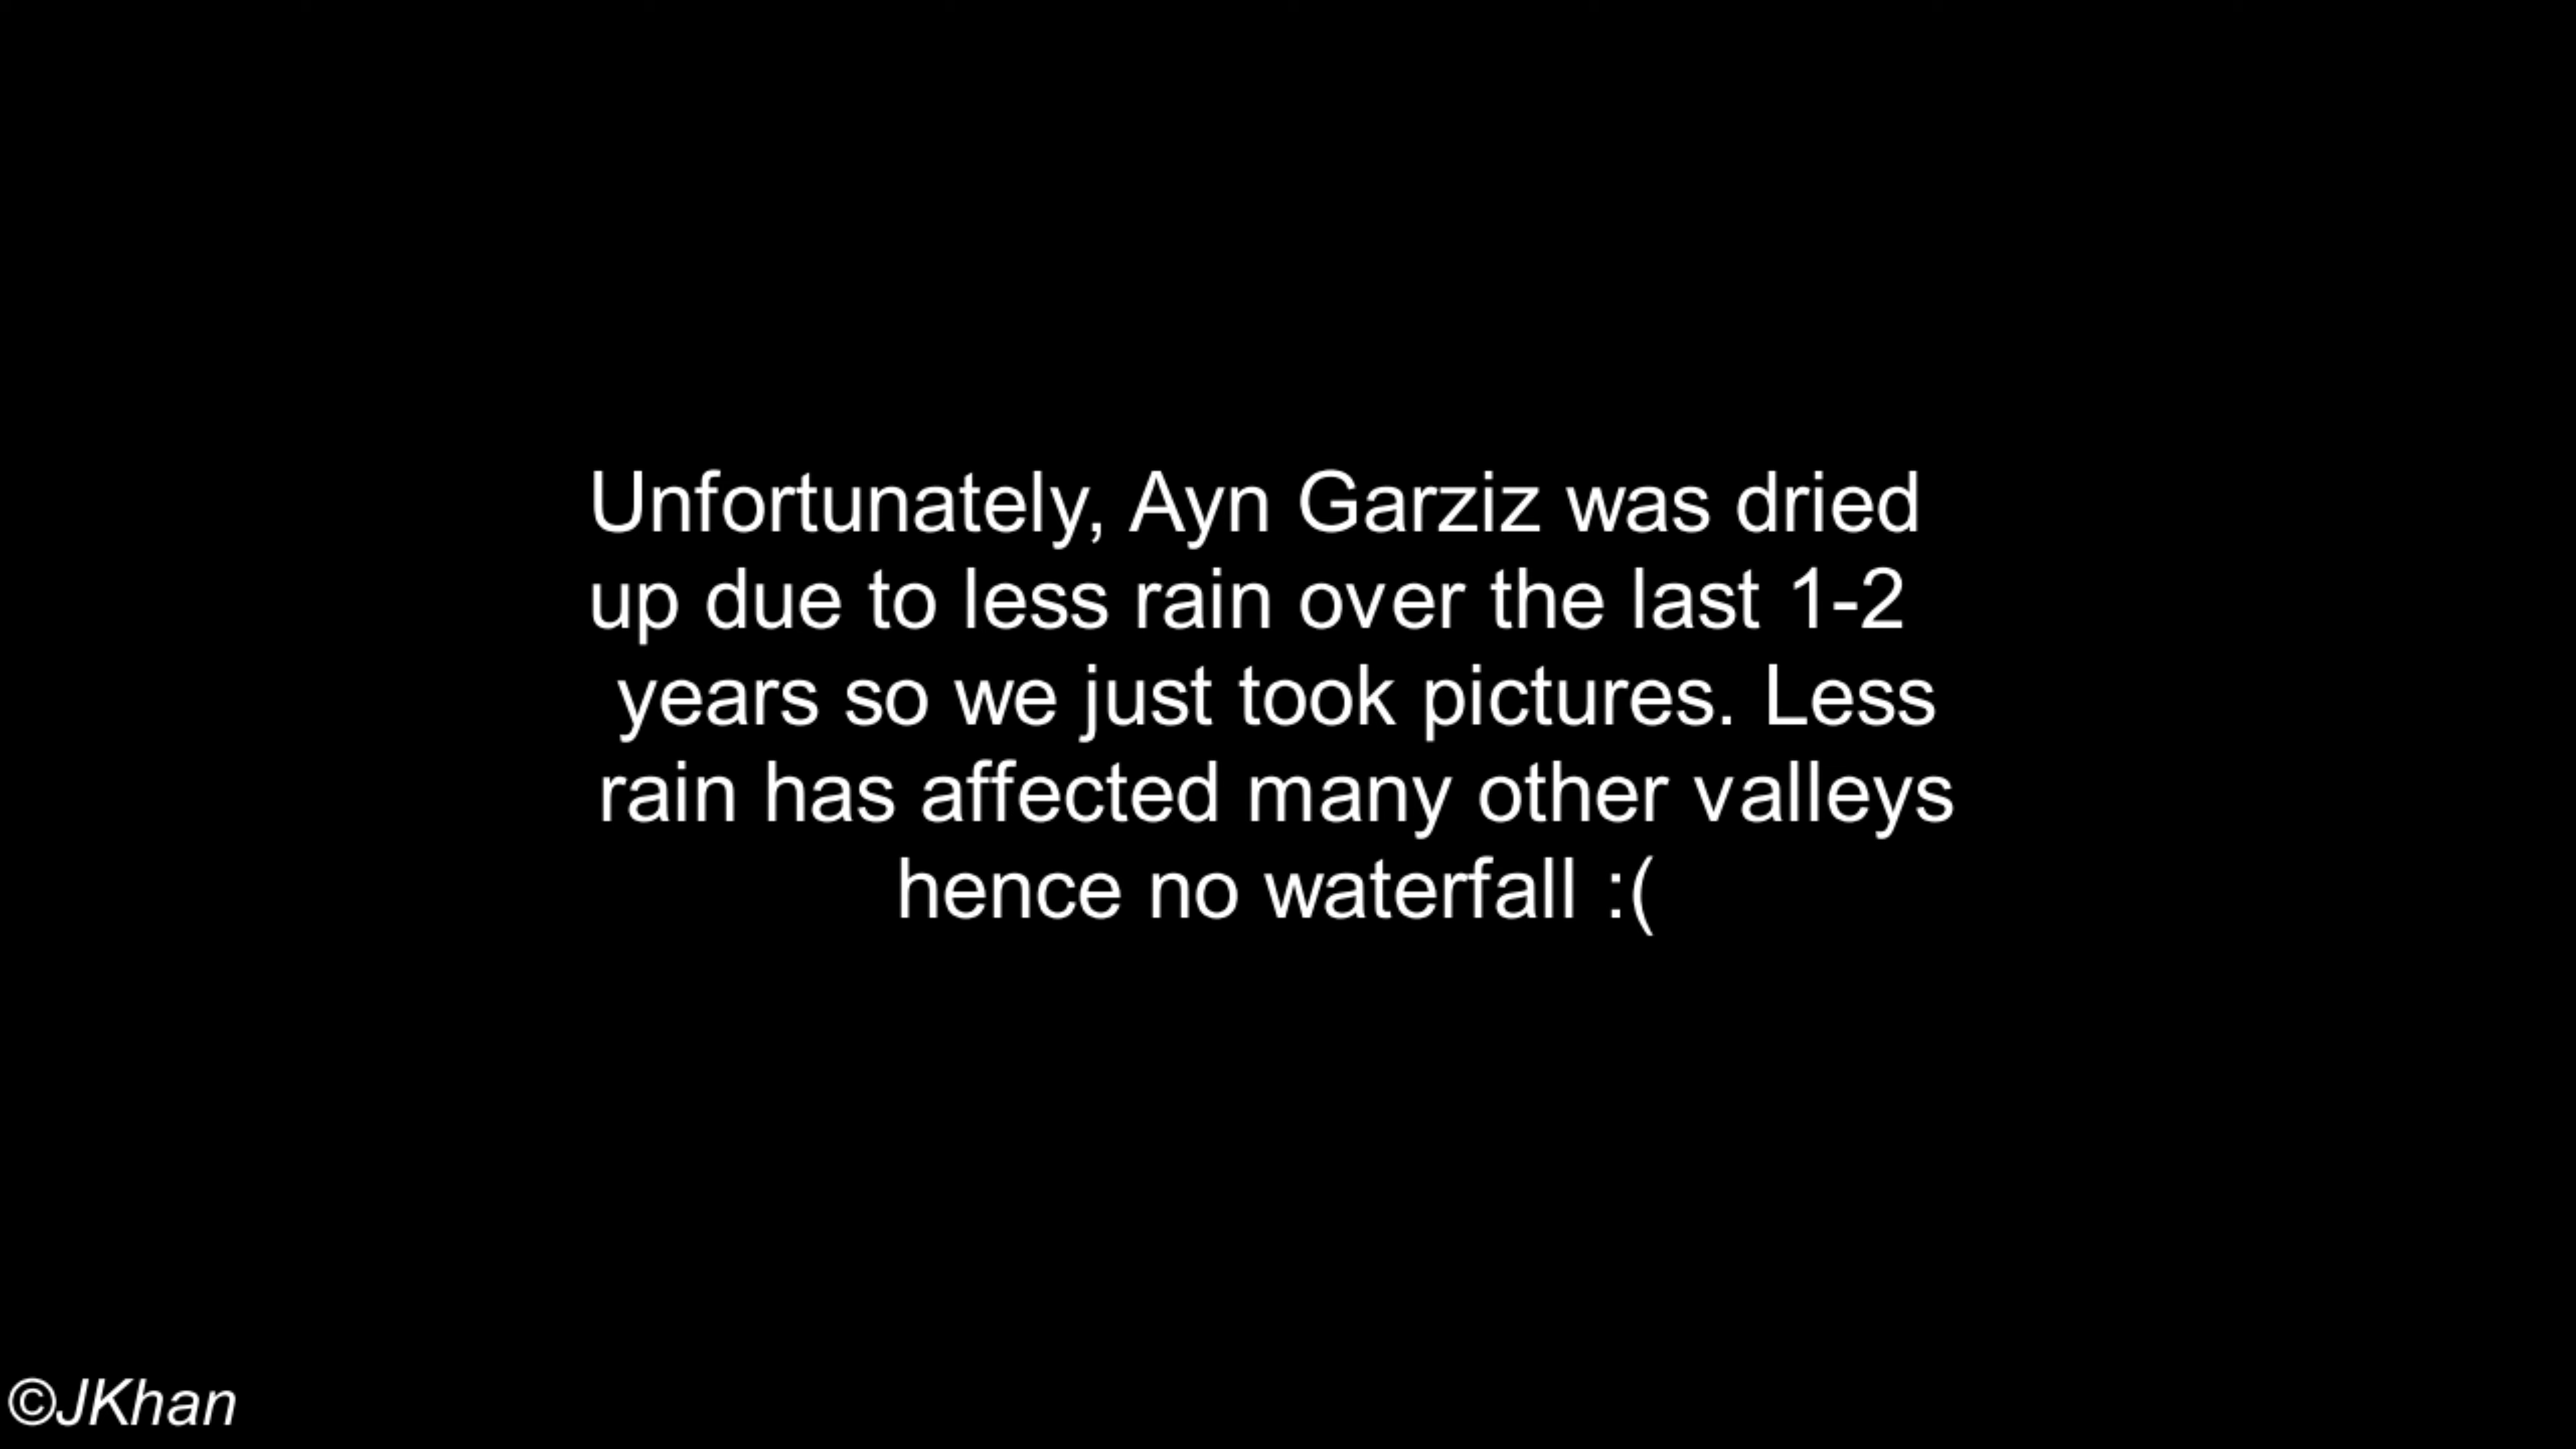 Unfortunately, Ayn Garziz was dried
up due to less rain over the last 1-2
years so we just took pictures. Less
rain has affected many other valleys
hence no waterfall :(
©JKhan